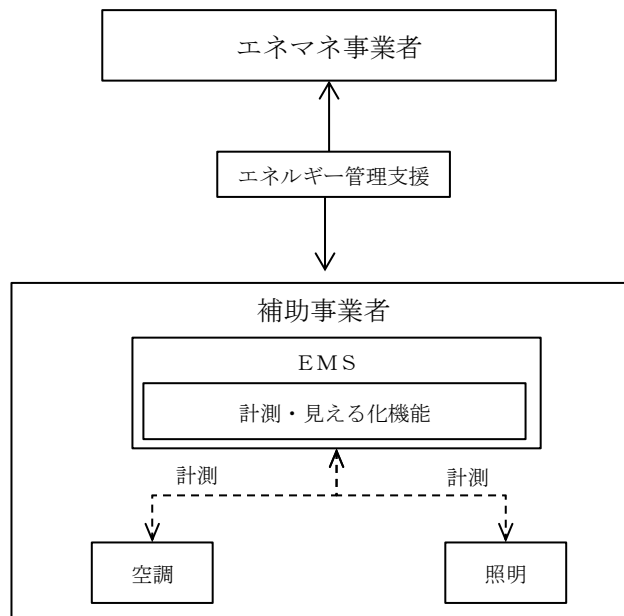 エネマネ事業者
エネルギー管理支援
補助事業者
ＥＭＳ
計測・見える化機能
計測
計測
空調
照明